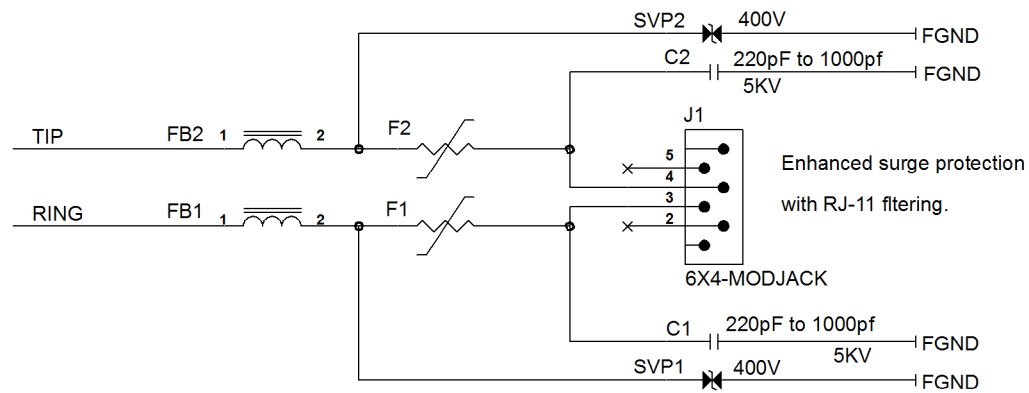 SVP2 400V FGND
C2 220pF to 1000pf FGND
5KV
J1
TIP FB2 1 2 F2
5
4
3
2
Enhanced surge protection
with RJ-11 fltering.
RING FB1 1 2 F1
6X4-MODJACK
C1 220pF to 1000pf FGND
5KV
SVP1 400V FGND